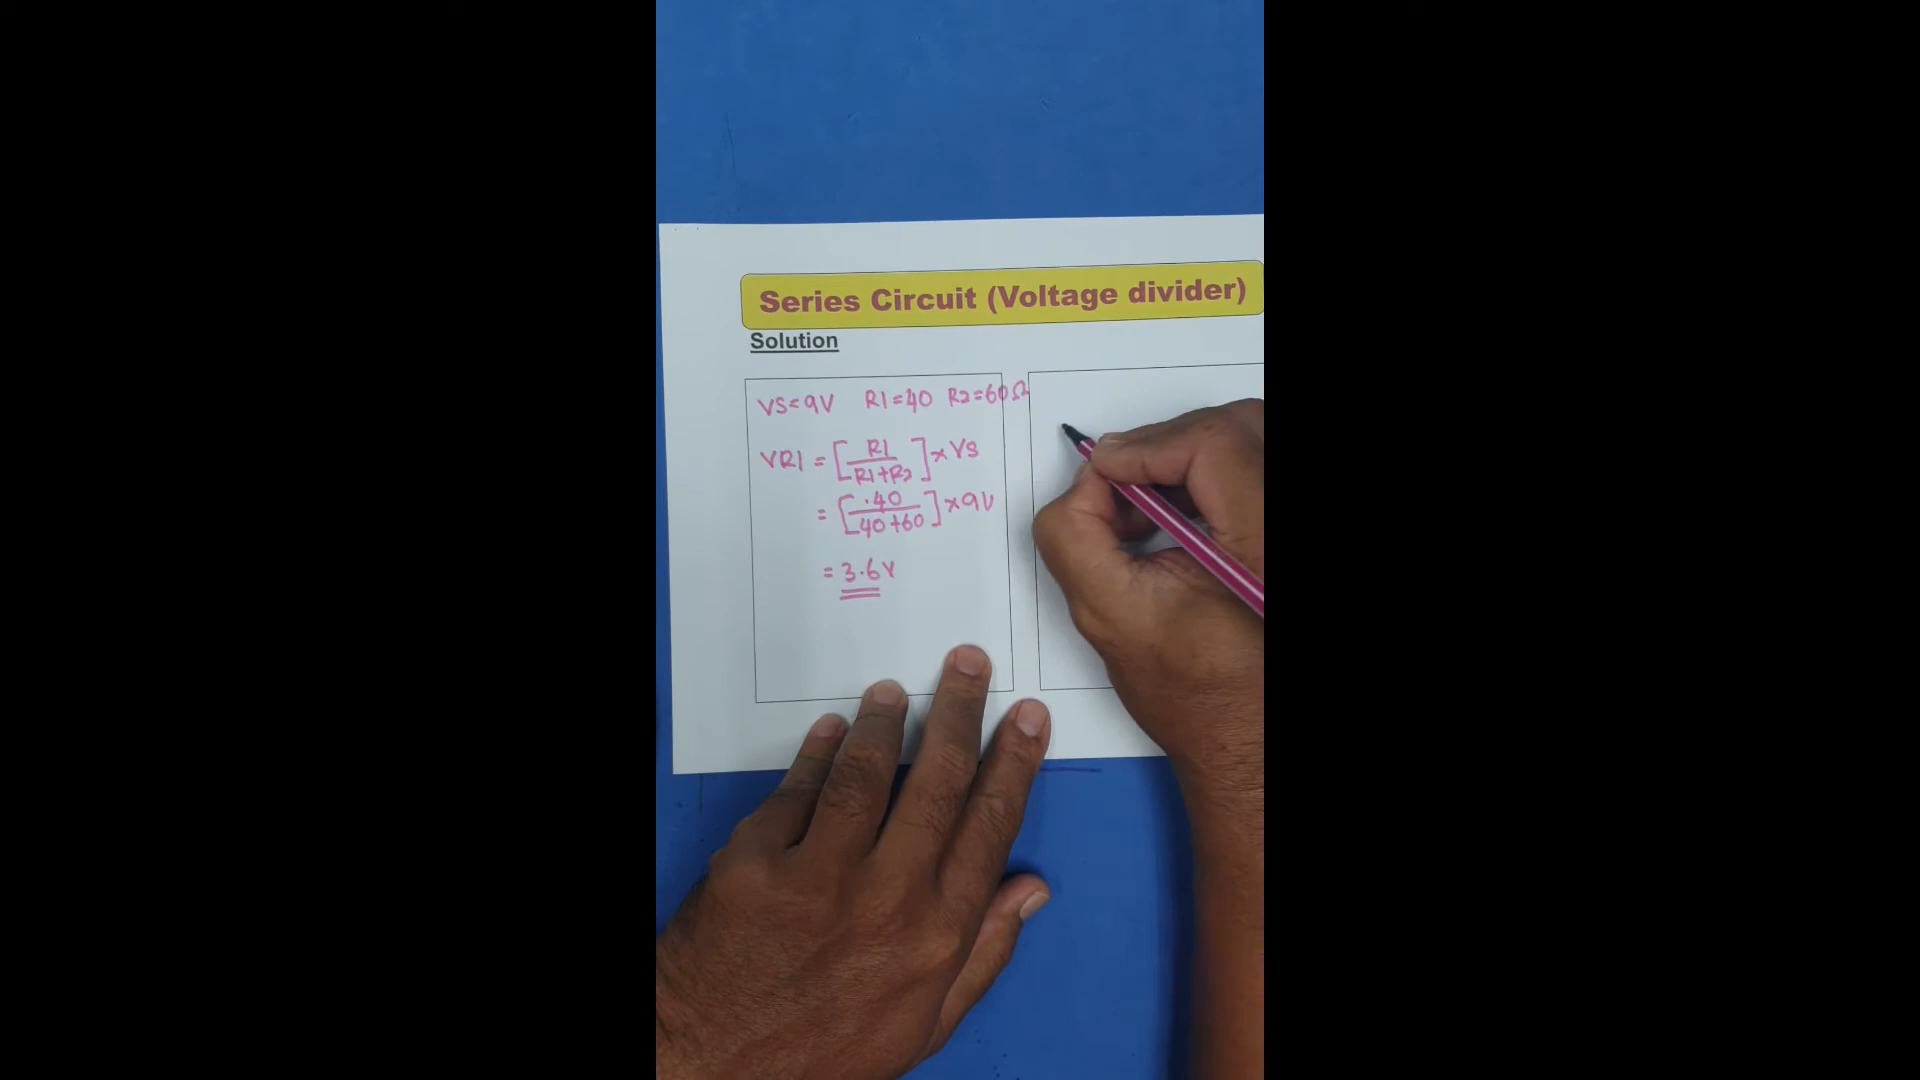 Series Circuit (Voltage divider)
Solution
VS=9V R1=40 R2=60Ω
VR1 = [R1/R1+R2] × VS
= [.40/40+60] × 9V
= 3.6V